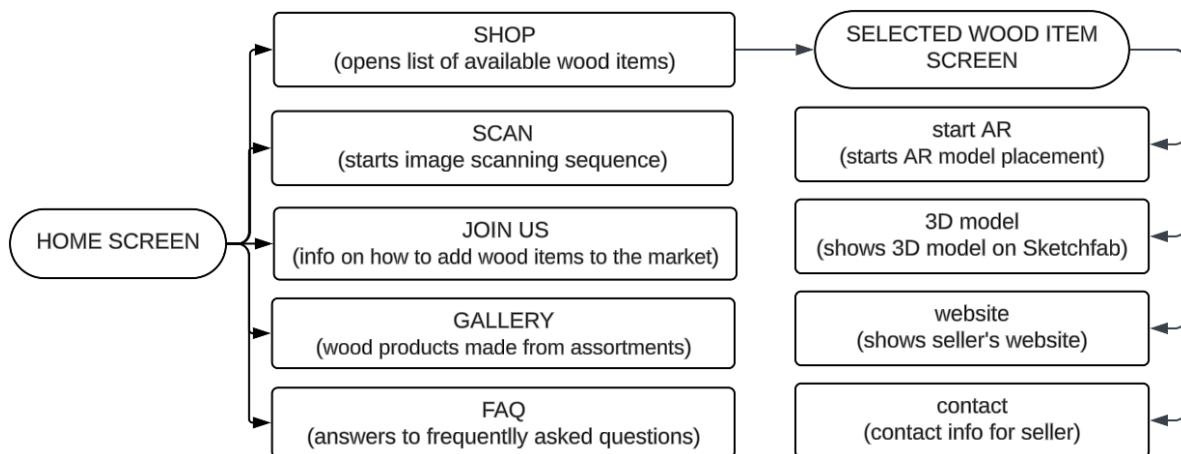 HOME SCREEN
SHOP
(opens list of available wood items)
SCAN
(starts image scanning sequence)
JOIN US
(info on how to add wood items to the market)
GALLERY
(wood products made from assortments)
FAQ
(answers to frequentlly asked questions)
SELECTED WOOD ITEM
SCREEN
start AR
(starts AR model placement)
3D model
(shows 3D model on Sketchfab)
website
(shows seller's website)
contact
(contact info for seller)